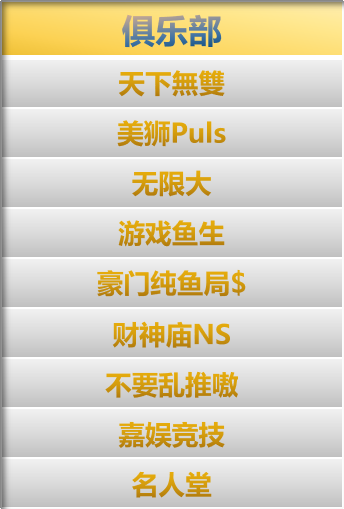 俱乐部
天下無雙
美狮Puls
无限大
游戏鱼生
豪门纯鱼局$
财神庙NS
不要乱推嗷
嘉娱竞技
名人堂